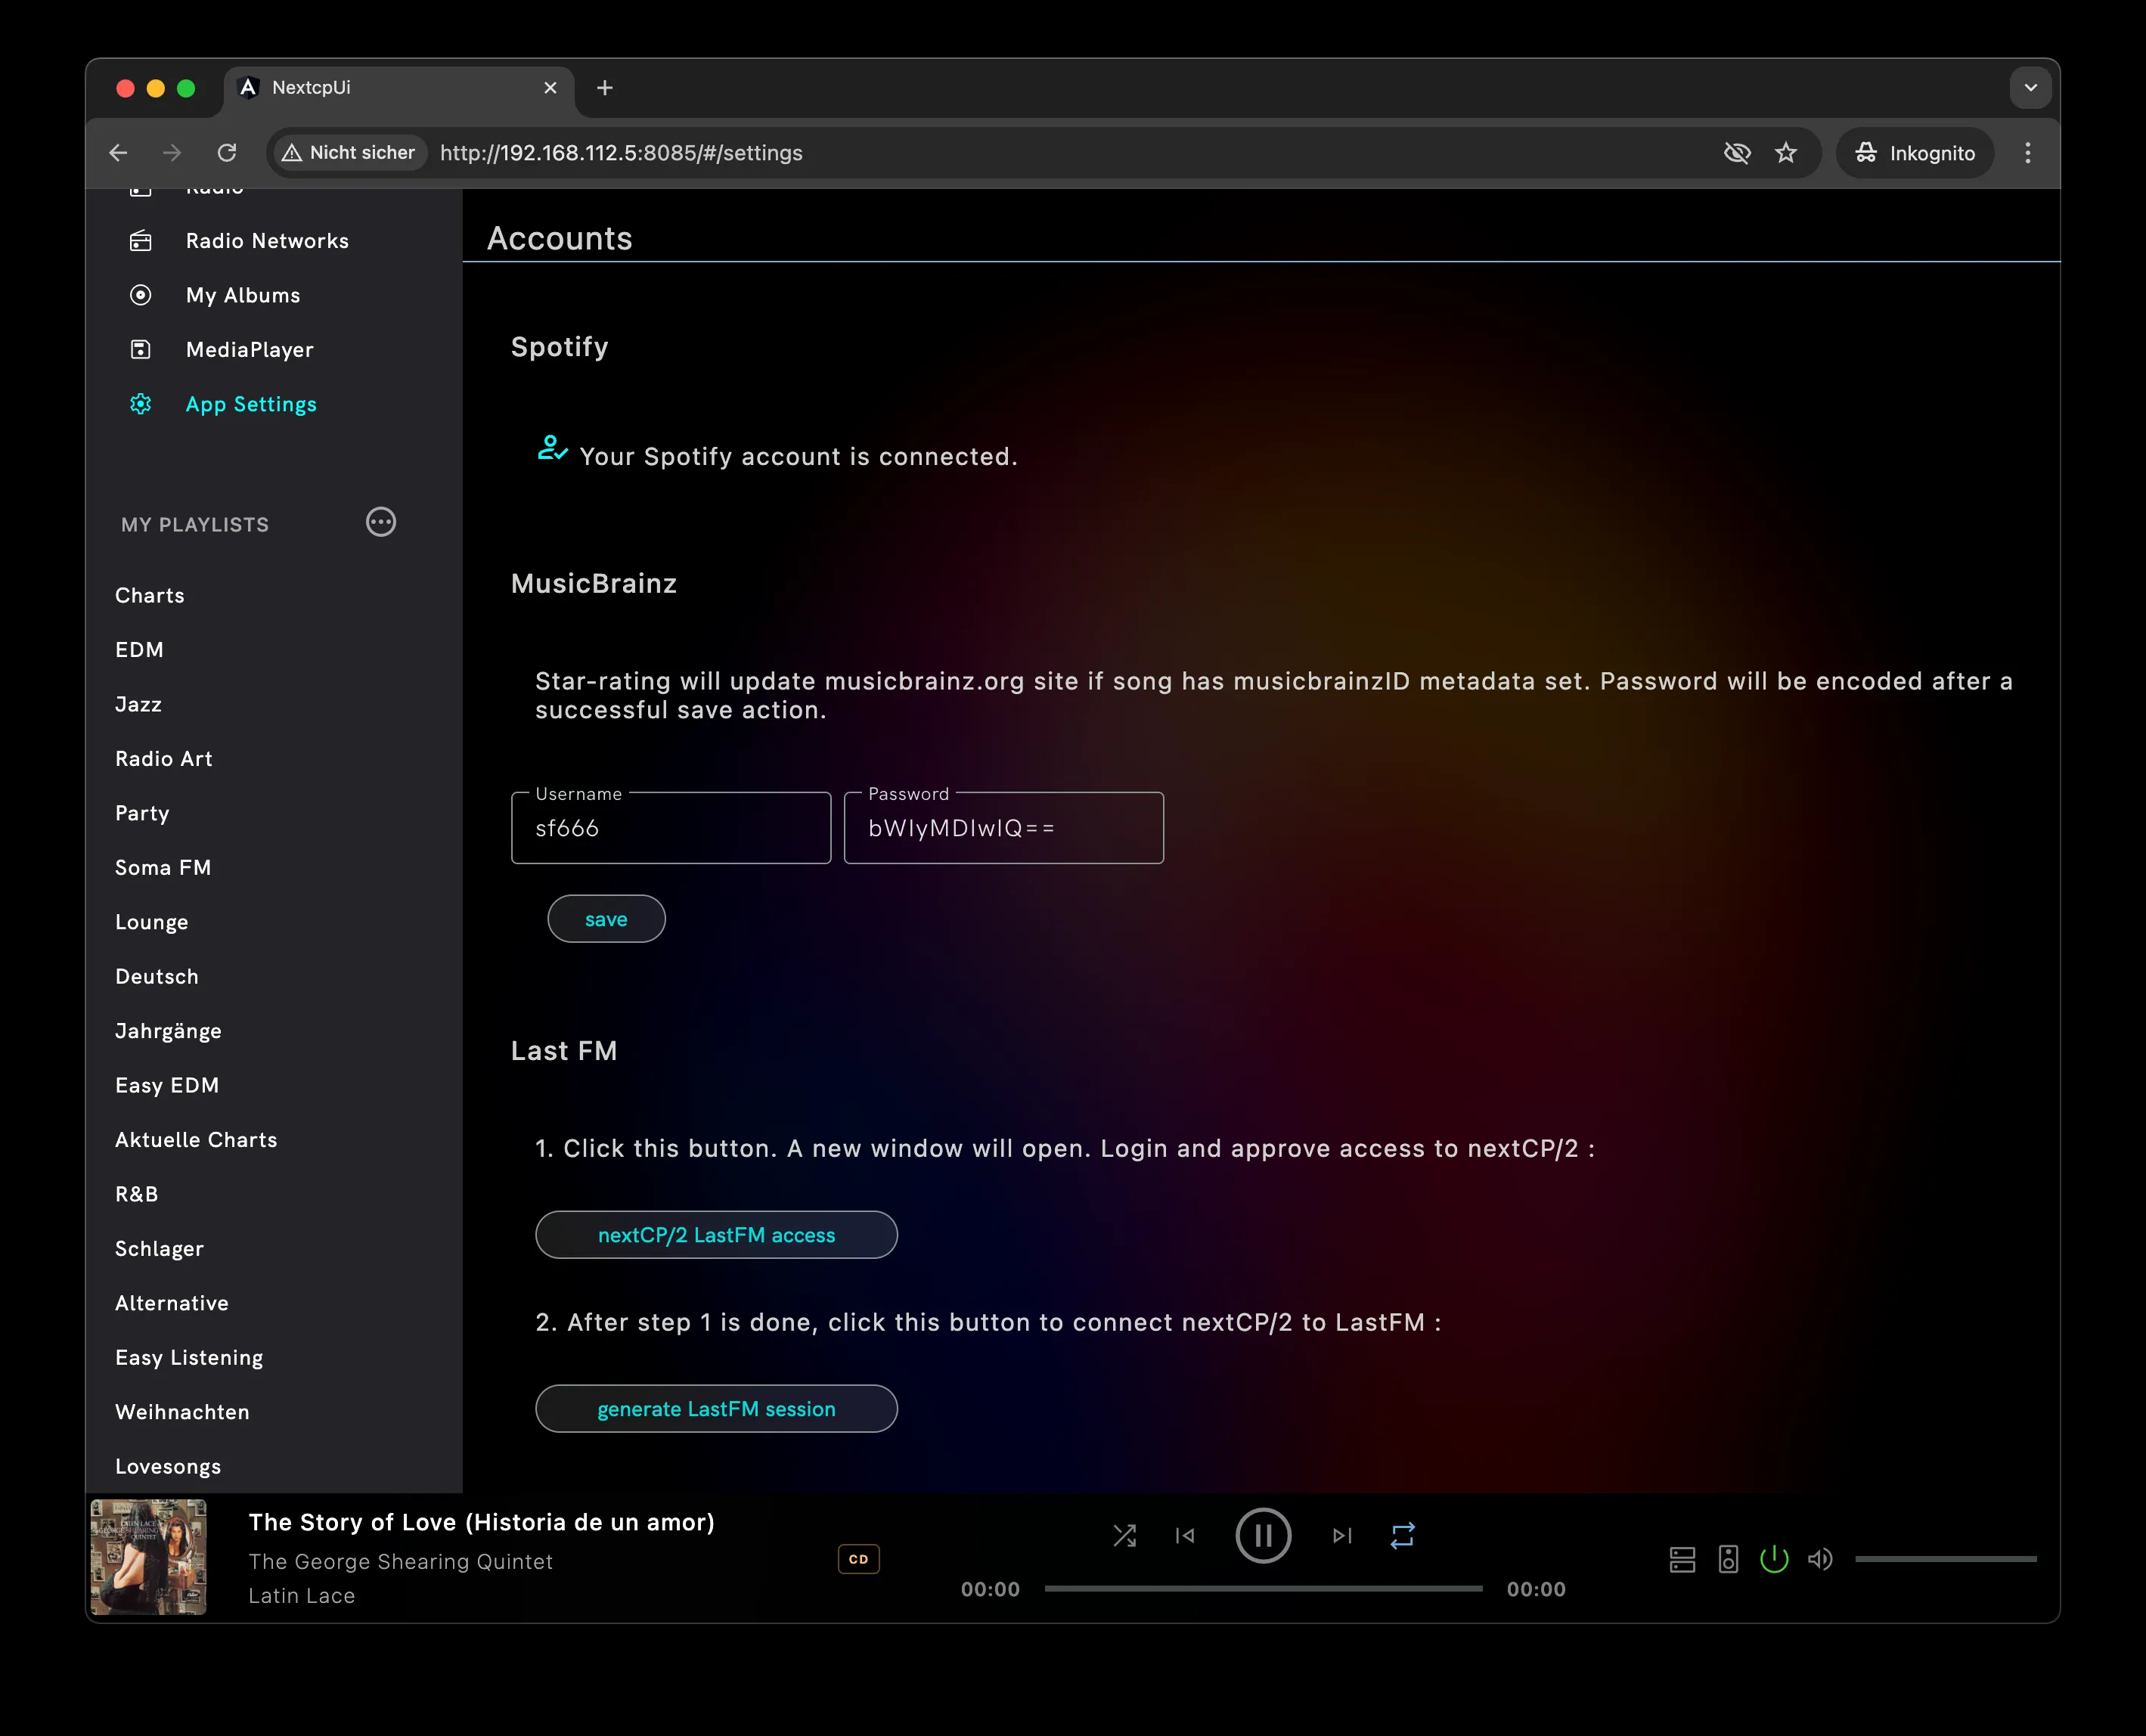 NextcpUi
Nicht sicher
http://192.168.112.5:8085/#/settings
Inkognito
Radio
Radio Networks
My Albums
MediaPlayer
App Settings
MY PLAYLISTS
Charts
EDM
Jazz
Radio Art
Party
Soma FM
Lounge
Deutsch
Jahrgänge
Easy EDM
Aktuelle Charts
R&B
Schlager
Alternative
Easy Listening
Weihnachten
Lovesongs
Accounts
Spotify
Your Spotify account is connected.
MusicBrainz
Star-rating will update musicbrainz.org site if song has musicbrainzID metadata set. Password will be encoded after a
successful save action.
Username
sf666
Password
bWlyMDlwlQ==
save
Last FM
1. Click this button. A new window will open. Login and approve access to nextCP/2 :
nextCP/2 LastFM access
2. After step 1 is done, click this button to connect nextCP/2 to LastFM :
generate LastFM session
LATIN LACE
The Story of Love (Historia de un amor)
The George Shearing Quintet
Latin Lace
CD
00:00
00:00